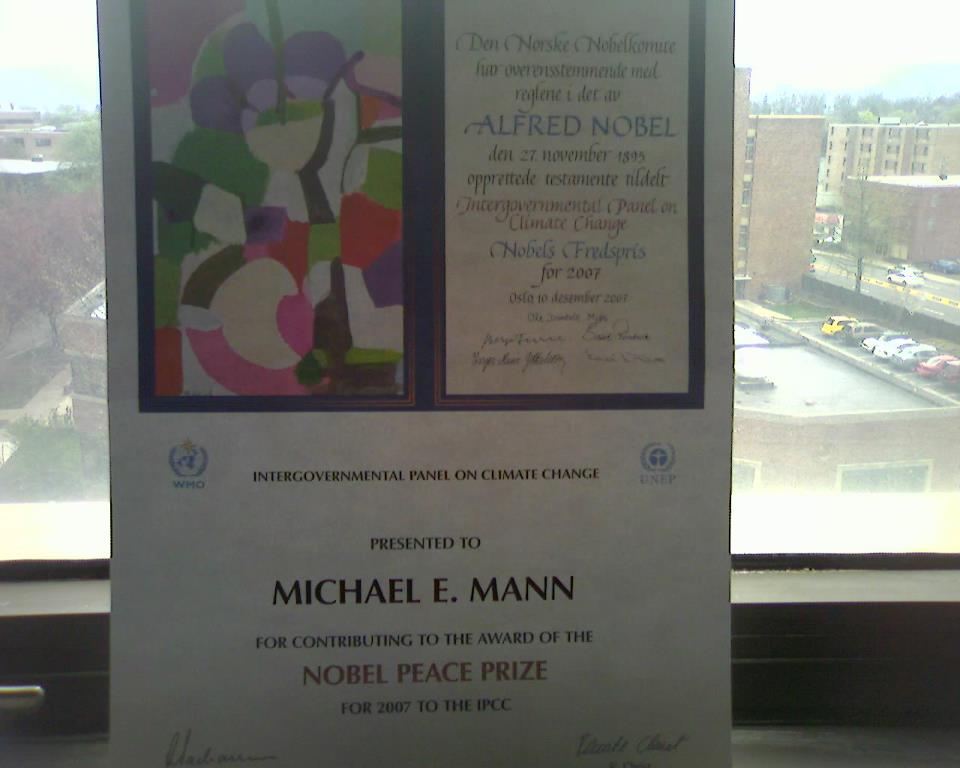 Den Norske Nobelkomite
har overensstemmende med
reglene i det av
ALFRED NOBEL
den 27. november 1895
opprettede testamente tildelt
Intergovernmental Panel on
Climate Change
Nobels Fredspris
for 2007
Oslo, 10 desember 2007
WMO
INTERGOVERNMENTAL PANEL ON CLIMATE CHANGE
UNEP
PRESENTED TO
MICHAEL E. MANN
FOR CONTRIBUTING TO THE AWARD OF THE
NOBEL PEACE PRIZE
FOR 2007 TO THE IPCC